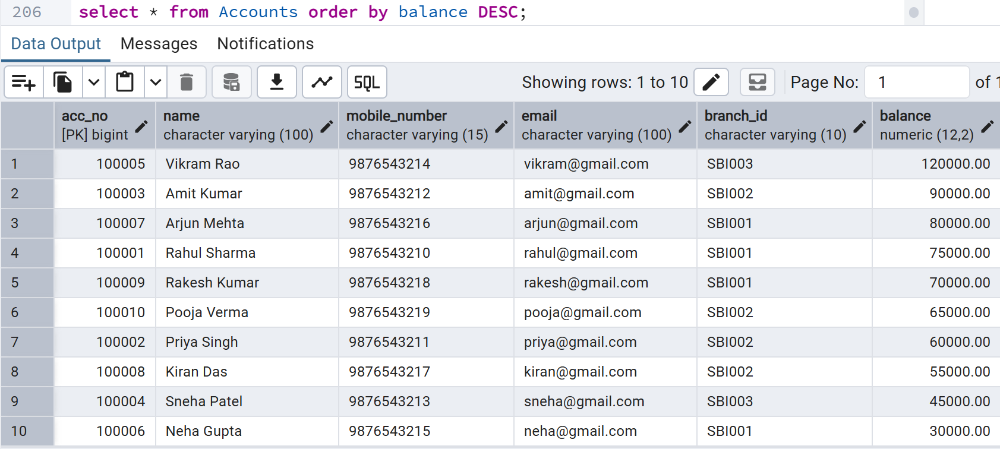 206 select * from Accounts order by balance DESC;
Data Output Messages Notifications
SQL Showing rows: 1 to 10 Page No: 1 of 1
acc_no name mobile_number email branch_id balance
[PK] bigint character varying (100) character varying (15) character varying (100) character varying (10) numeric (12,2)
1 100005 Vikram Rao 9876543214 vikram@gmail.com SBI003 120000.00
2 100003 Amit Kumar 9876543212 amit@gmail.com SBI002 90000.00
3 100007 Arjun Mehta 9876543216 arjun@gmail.com SBI001 80000.00
4 100001 Rahul Sharma 9876543210 rahul@gmail.com SBI001 75000.00
5 100009 Rakesh Kumar 9876543218 rakesh@gmail.com SBI001 70000.00
6 100010 Pooja Verma 9876543219 pooja@gmail.com SBI002 65000.00
7 100002 Priya Singh 9876543211 priya@gmail.com SBI002 60000.00
8 100008 Kiran Das 9876543217 kiran@gmail.com SBI002 55000.00
9 100004 Sneha Patel 9876543213 sneha@gmail.com SBI003 45000.00
10 100006 Neha Gupta 9876543215 neha@gmail.com SBI001 30000.00